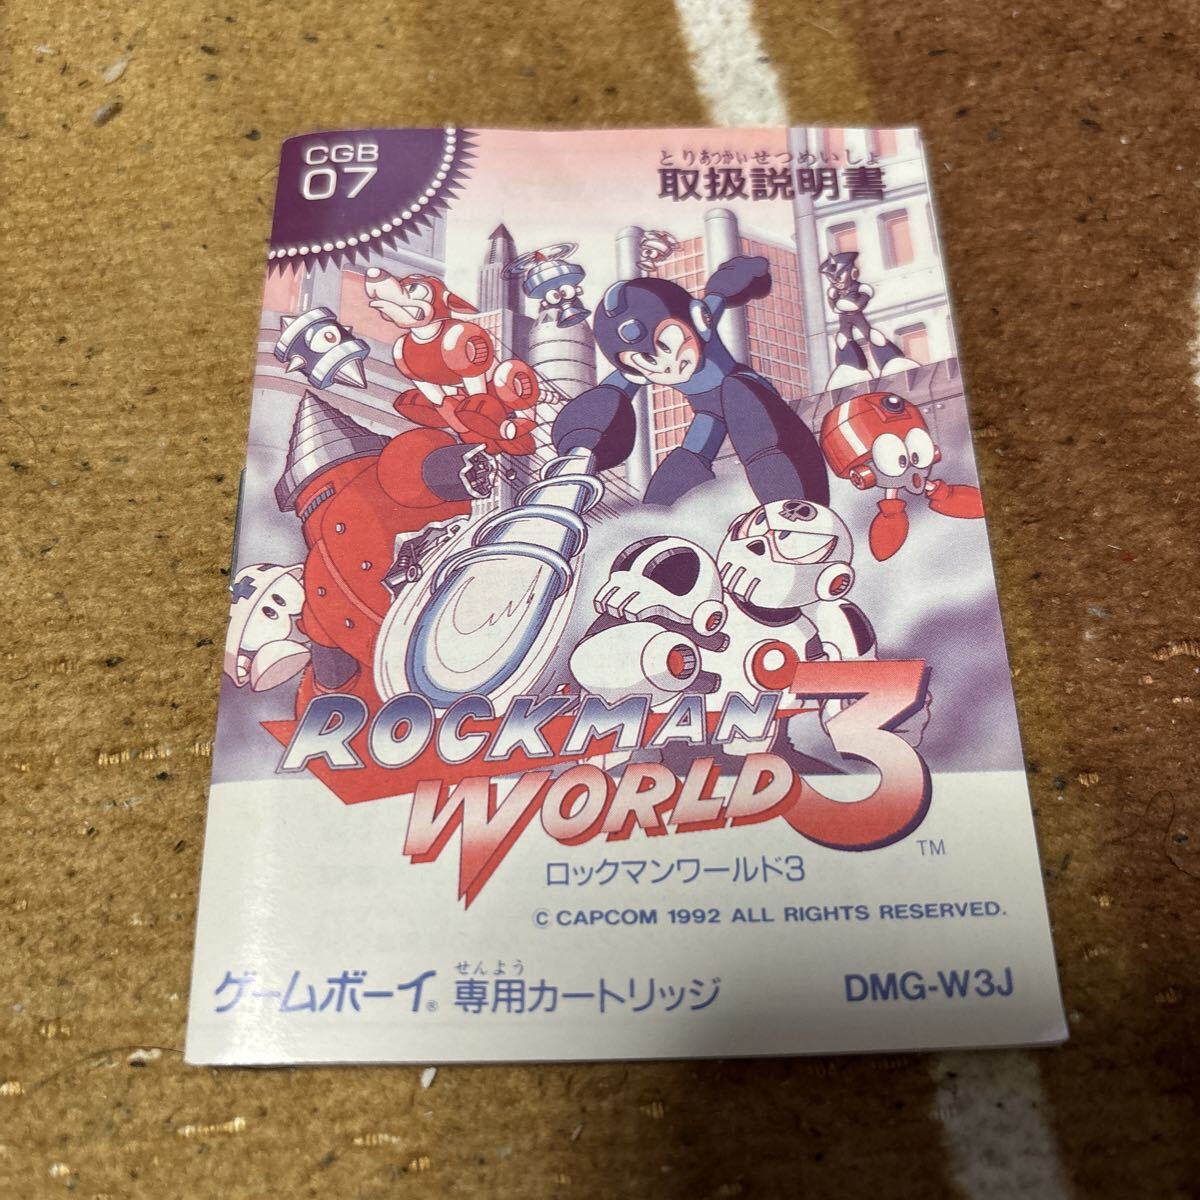 CGB
07
とりあつかいせつめいしょ
取扱説明書
ROCKMAN
WORLD 3
TM
ロックマンワールド3
© CAPCOM 1992 ALL RIGHTS RESERVED.
せんよう
ゲームボーイ® 専用カートリッジ
DMG-W3J